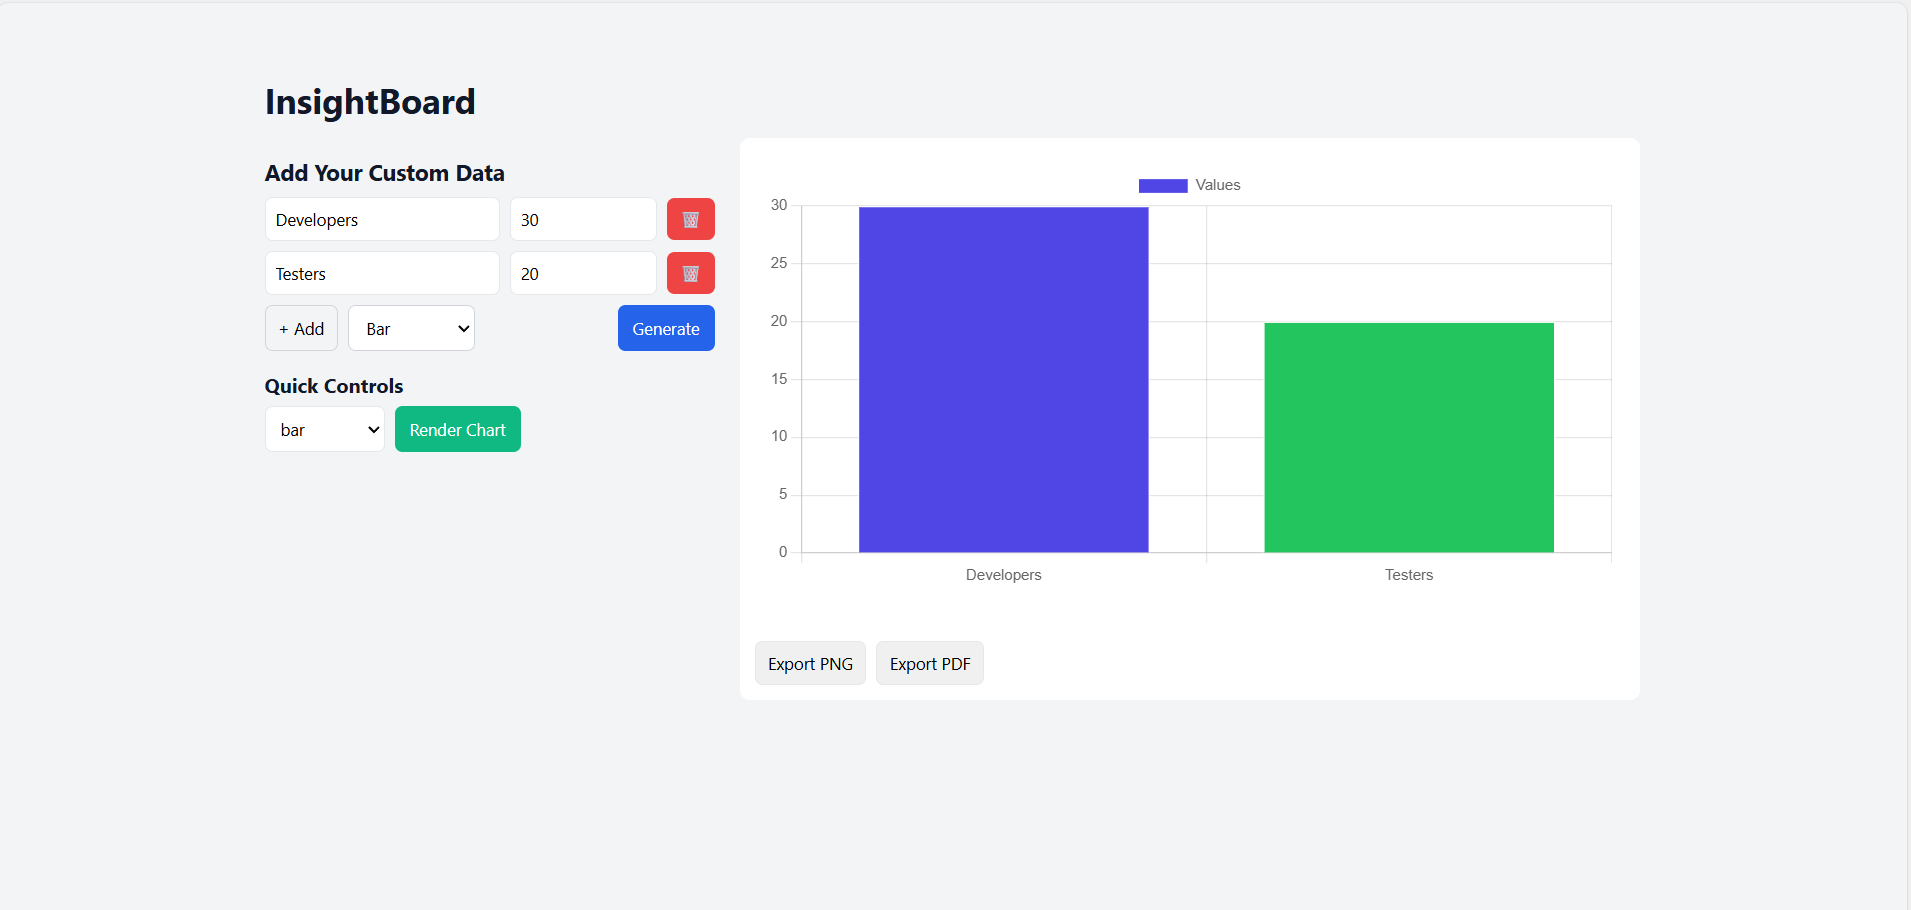 InsightBoard
Add Your Custom Data
Developers 30
Testers 20
+ Add Bar Generate
Quick Controls
bar Render Chart
Values
30
25
20
15
10
5
0
Developers Testers
Export PNG Export PDF